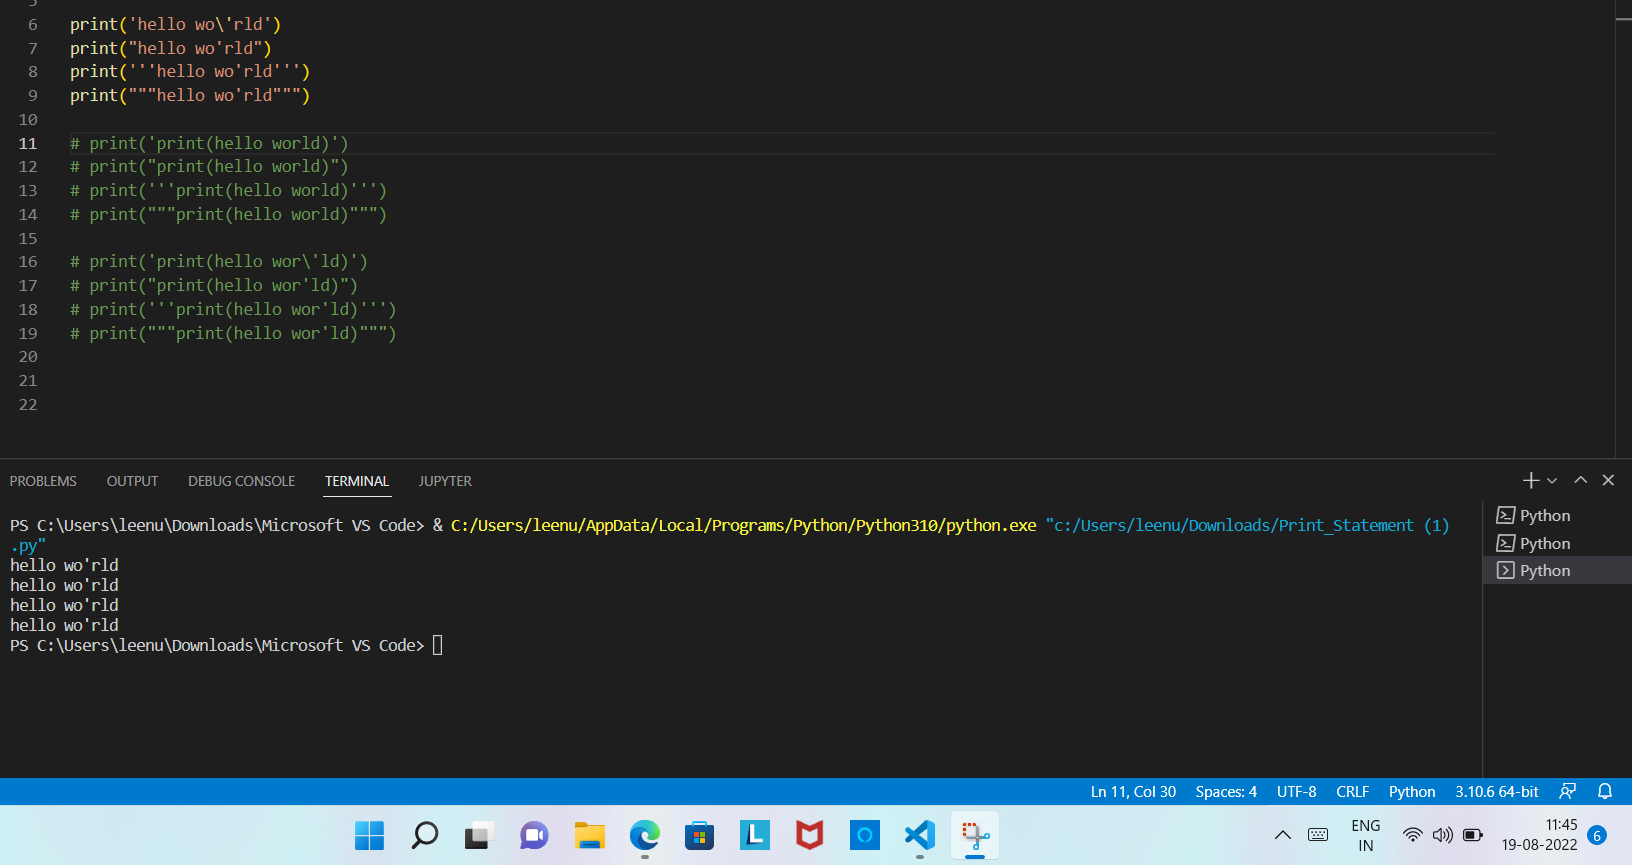 5
6 print('hello wo\'rld')
7 print("hello wo'rld")
8 print('''hello wo'rld''')
9 print("""hello wo'rld""")
10
11 # print('print(hello world)')
12 # print("print(hello world)")
13 # print('''print(hello world)''')
14 # print("""print(hello world)""")
15
16 # print('print(hello wor\'ld)')
17 # print("print(hello wor'ld)")
18 # print('''print(hello wor'ld)''')
19 # print("""print(hello wor'ld)""")
20
21
22
PROBLEMS OUTPUT DEBUG CONSOLE TERMINAL JUPYTER
PS C:\Users\leenu\Downloads\Microsoft VS Code> & C:/Users/leenu/AppData/Local/Programs/Python/Python310/python.exe "c:/Users/leenu/Downloads/Print_Statement (1)
.py"
hello wo'rld
hello wo'rld
hello wo'rld
hello wo'rld
PS C:\Users\leenu\Downloads\Microsoft VS Code>
Python
Python
Python
Ln 11, Col 30 Spaces: 4 UTF-8 CRLF Python 3.10.6 64-bit
L
ENG
IN
11:45
19-08-2022
6